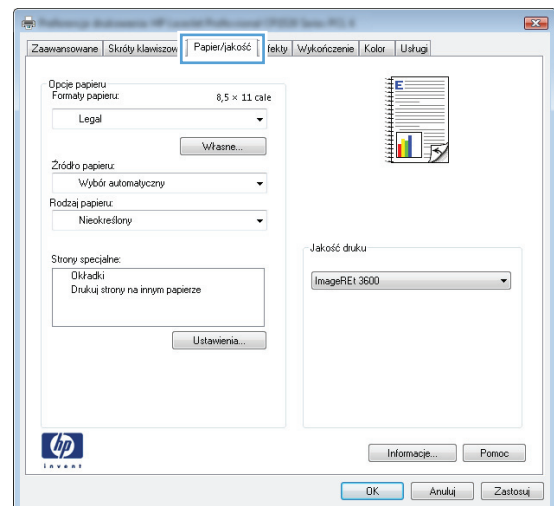 Zaawansowane Skróty klawiszow Papier/jakość fekty Wykończenie Kolor Usługi
Opcje papieru
Formaty papieru: 8,5 × 11 cale
Legal
Własne...
Źródło papieru:
Wybór automatyczny
Rodzaj papieru:
Nieokreślony
Strony specjalne:
Okładki
Drukuj strony na innym papierze
Ustawienia...
E
Jakość druku
ImageREt 3600
hp
invent
Informacje... Pomoc
OK Anuluj Zastosuj